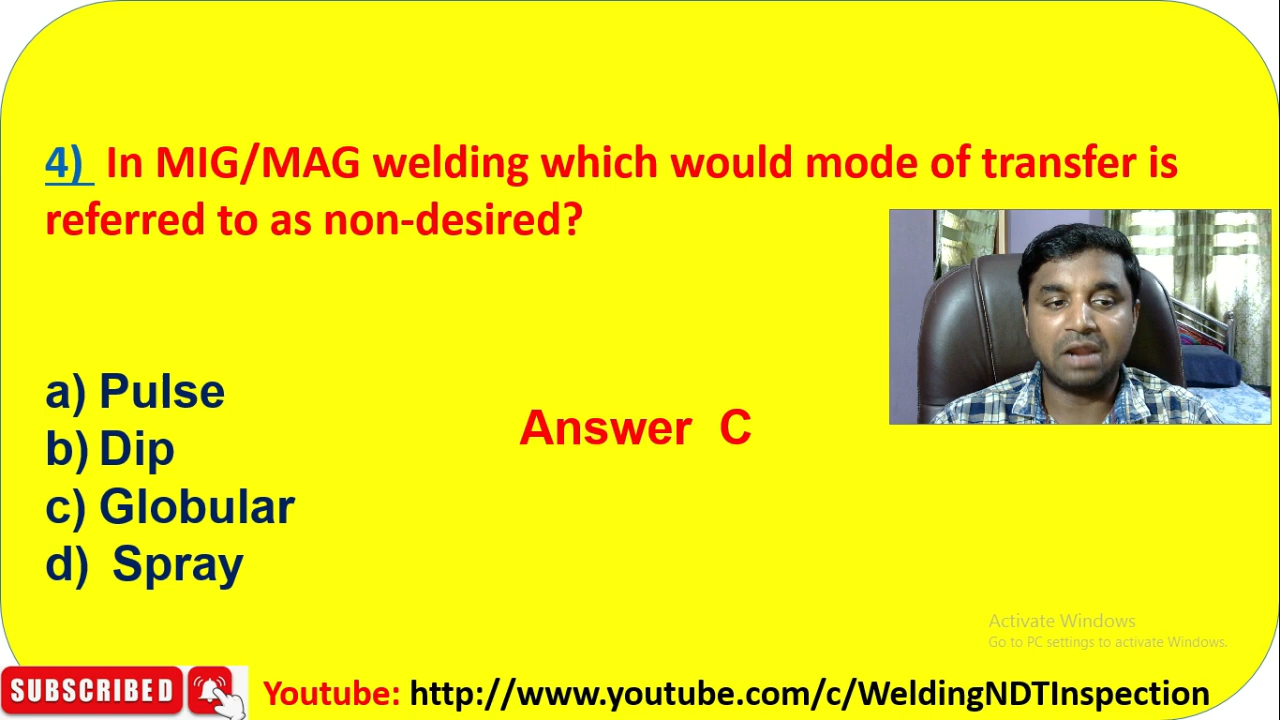 4) In MIG/MAG welding which would mode of transfer is
referred to as non-desired?
a) Pulse
b) Dip
c) Globular
d) Spray
Answer C
Activate Windows
Go to PC settings to activate Windows.
SUBSCRIBED
Youtube: http://www.youtube.com/c/WeldingNDTInspection